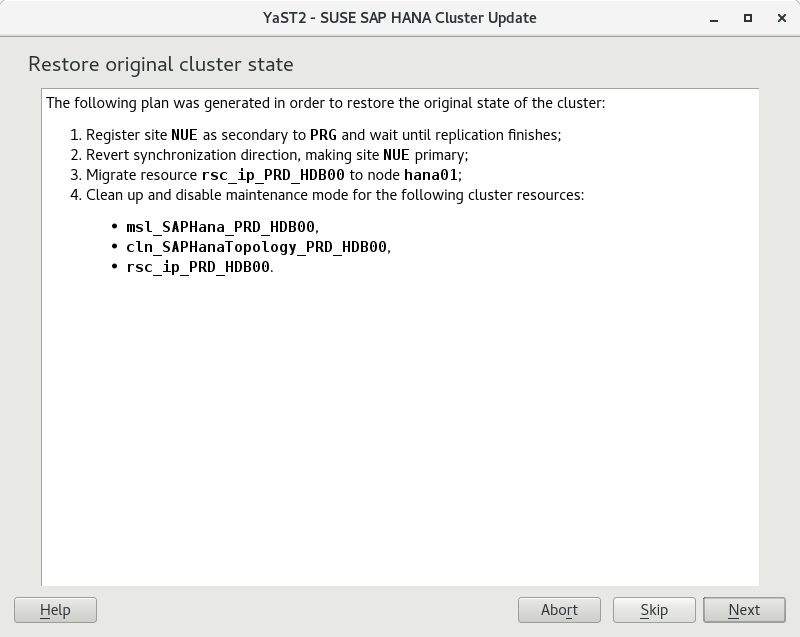 YaST2 - SUSE SAP HANA Cluster Update
Restore original cluster state
The following plan was generated in order to restore the original state of the cluster:
1. Register site NUE as secondary to PRG and wait until replication finishes;
2. Revert synchronization direction, making site NUE primary;
3. Migrate resource rsc_ip_PRD_HDB00 to node hana01;
4. Clean up and disable maintenance mode for the following cluster resources:
• msl_SAPHana_PRD_HDB00,
• cln_SAPHanaTopology_PRD_HDB00,
• rsc_ip_PRD_HDB00.
Help Abort Skip Next